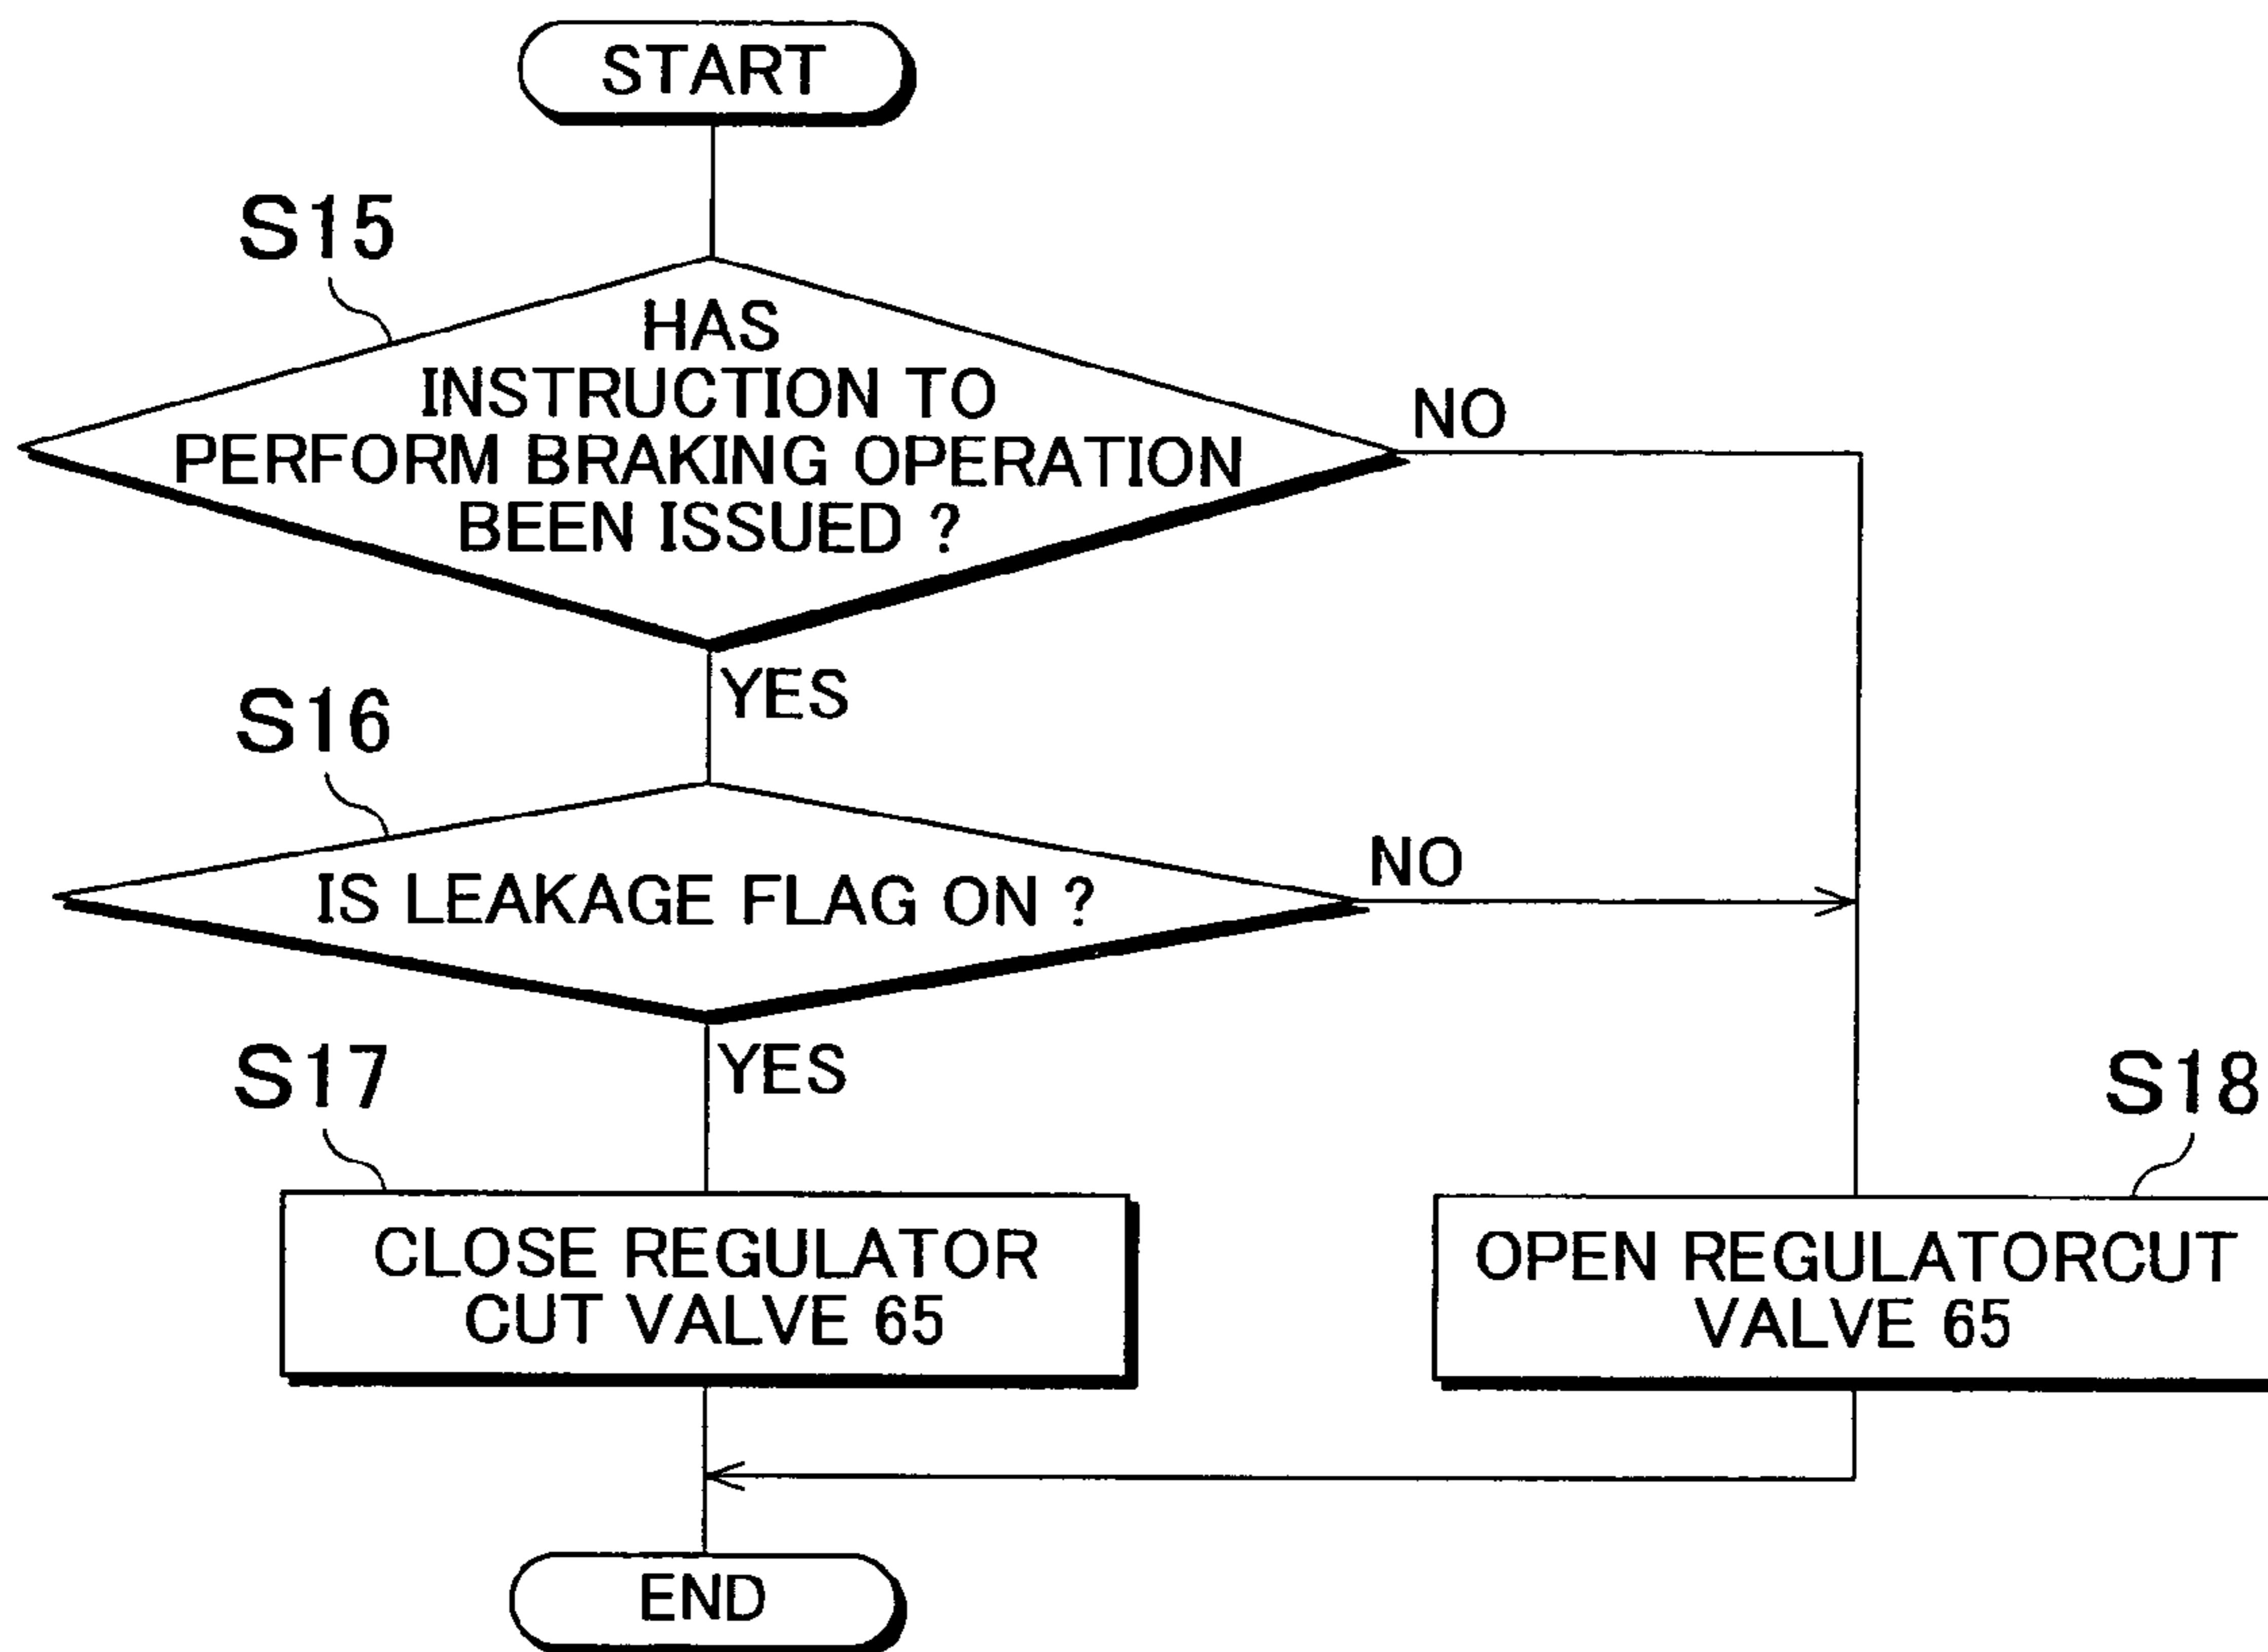 START
S15
HAS
INSTRUCTION TO
PERFORM BRAKING OPERATION
BEEN ISSUED ?
NO
YES
S16
IS LEAKAGE FLAG ON ?
NO
YES
S17
CLOSE REGULATOR
CUT VALVE 65
S18
OPEN REGULATORCUT
VALVE 65
END